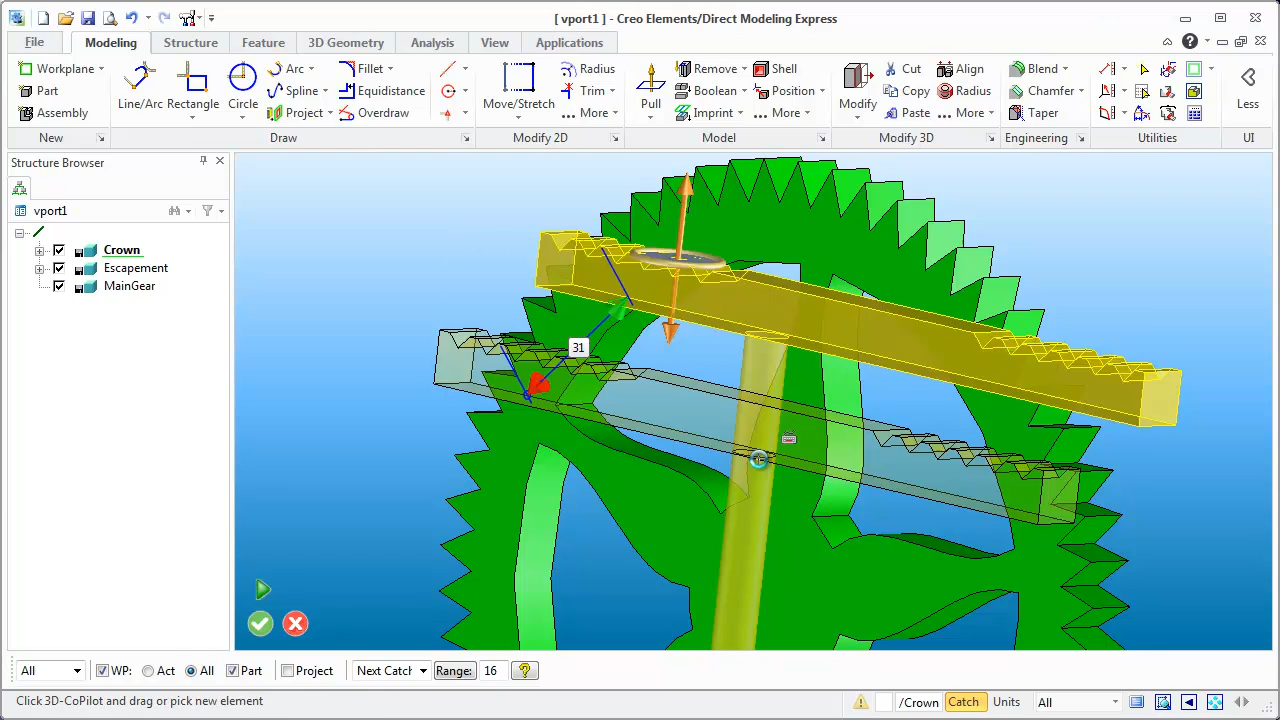 [ vport1 ] - Creo Elements/Direct Modeling Express
File Modeling Structure Feature 3D Geometry Analysis View Applications
Workplane Arc Fillet Radius Remove Shell Cut Align Blend
Part Spline Equidistance Trim Boolean Position Copy Radius Chamfer
Assembly Line/Arc Rectangle Circle Project Overdraw Move/Stretch More Pull Imprint More Modify Paste More Taper Less
New Draw Modify 2D Model Modify 3D Engineering Utilities UI
Structure Browser
vport1
Crown
Escapement
MainGear
31
All WP: Act All Part Project Next Catch Range: 16 ?
Click 3D-CoPilot and drag or pick new element /Crown Catch Units All